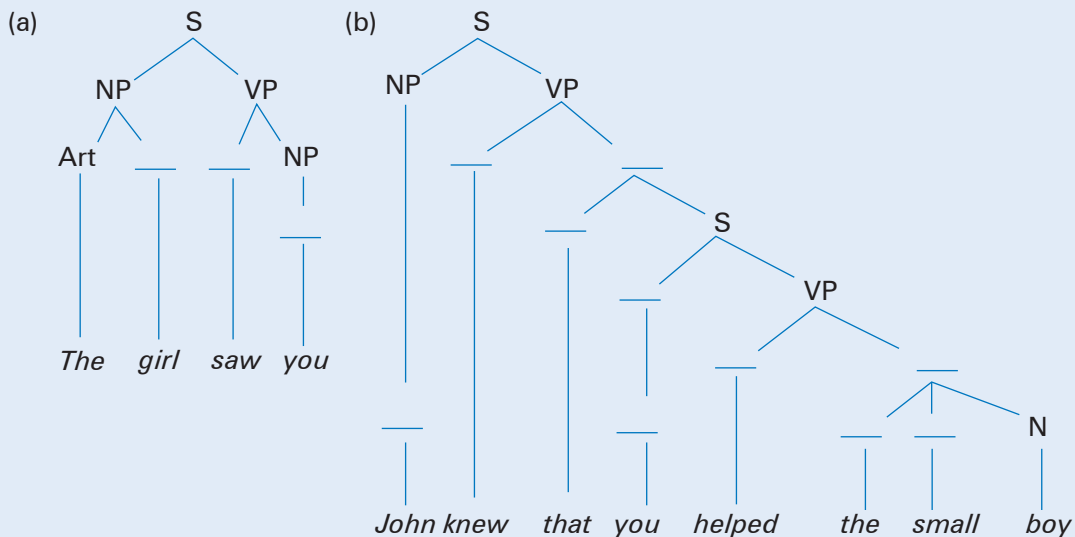 (a) S (b) S
NP VP NP VP
Art NP
S
VP
The girl saw you
N
John knew that you helped the small boy